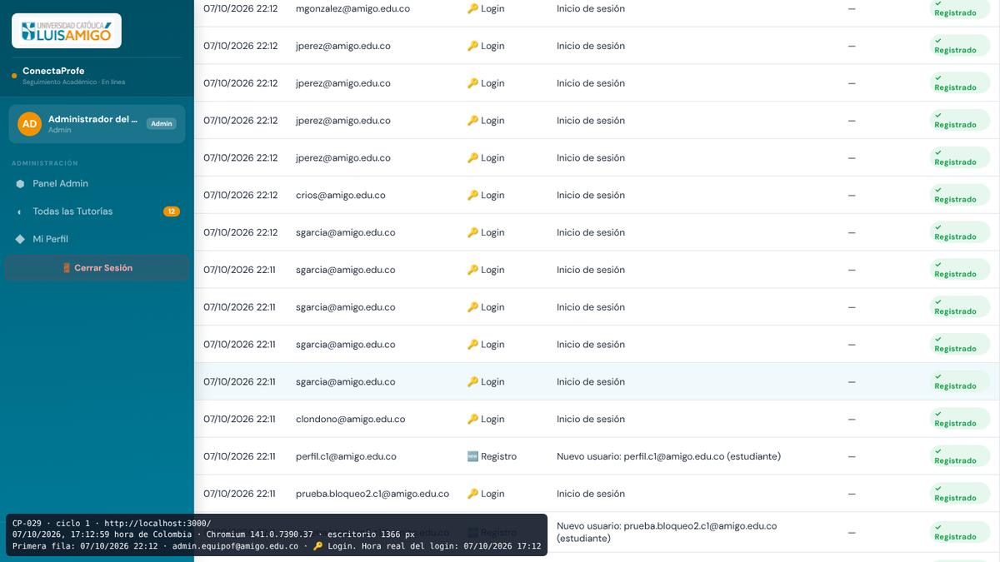 UNIVERSIDAD CATÓLICA
LUISAMIGO
ConectaProfe
Seguimiento Académico · En línea
AD Administrador del ... Admin
Admin
ADMINISTRACIÓN
Panel Admin
Todas las Tutorías 12
Mi Perfil
Cerrar Sesión
07/10/2026 22:12 mgonzalez@amigo.edu.co 🔑 Login Inicio de sesión — ✓ Registrado
07/10/2026 22:12 jperez@amigo.edu.co 🔑 Login Inicio de sesión — ✓ Registrado
07/10/2026 22:12 jperez@amigo.edu.co 🔑 Login Inicio de sesión — ✓ Registrado
07/10/2026 22:12 jperez@amigo.edu.co 🔑 Login Inicio de sesión — ✓ Registrado
07/10/2026 22:12 jperez@amigo.edu.co 🔑 Login Inicio de sesión — ✓ Registrado
07/10/2026 22:12 crios@amigo.edu.co 🔑 Login Inicio de sesión — ✓ Registrado
07/10/2026 22:12 sgarcia@amigo.edu.co 🔑 Login Inicio de sesión — ✓ Registrado
07/10/2026 22:11 sgarcia@amigo.edu.co 🔑 Login Inicio de sesión — ✓ Registrado
07/10/2026 22:11 sgarcia@amigo.edu.co 🔑 Login Inicio de sesión — ✓ Registrado
07/10/2026 22:11 sgarcia@amigo.edu.co 🔑 Login Inicio de sesión — ✓ Registrado
07/10/2026 22:11 sgarcia@amigo.edu.co 🔑 Login Inicio de sesión — ✓ Registrado
07/10/2026 22:11 clondono@amigo.edu.co 🔑 Login Inicio de sesión — ✓ Registrado
07/10/2026 22:11 perfil.c1@amigo.edu.co 🆕 Registro Nuevo usuario: perfil.c1@amigo.edu.co (estudiante) — ✓ Registrado
07/10/2026 22:11 prueba.bloqueo2.c1@amigo.edu.co 🔑 Login Inicio de sesión — ✓ Registrado
Registro Nuevo usuario: prueba.bloqueo2.c1@amigo.edu.co (estudiante) — ✓ Registrado
CP-029 · ciclo 1 · http://localhost:3000/
07/10/2026, 17:12:59 hora de Colombia · Chromium 141.0.7390.37 · escritorio 1366 px
Primera fila: 07/10/2026 22:12 · admin.equipof@amigo.edu.co · 🔑 Login. Hora real del login: 07/10/2026 17:12